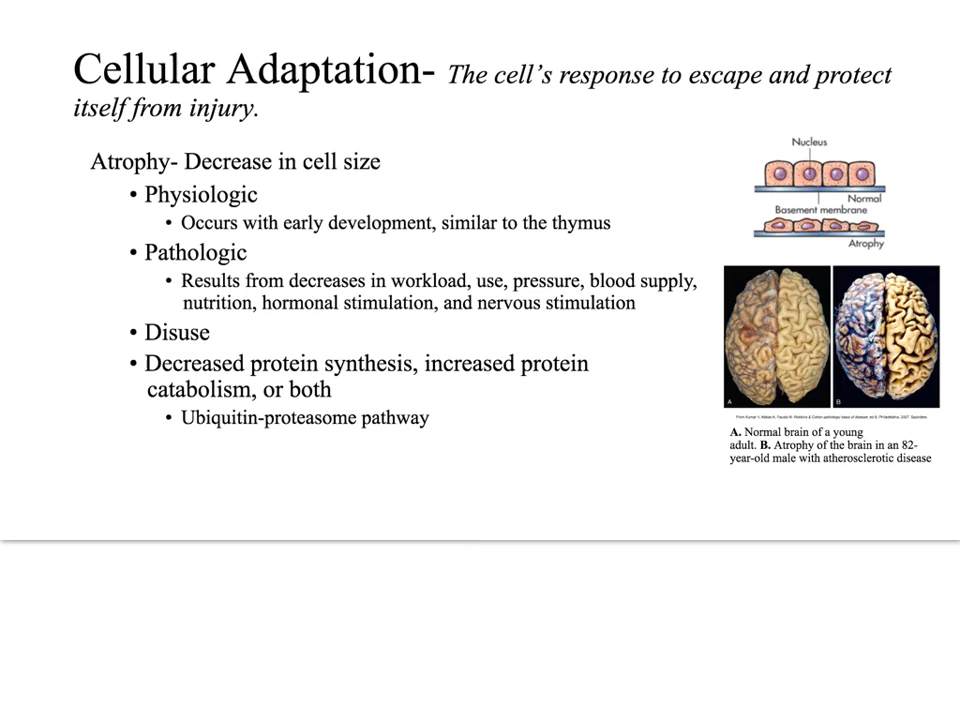 Cellular Adaptation- The cell’s response to escape and protect
itself from injury.
Atrophy- Decrease in cell size
• Physiologic
• Occurs with early development, similar to the thymus
• Pathologic
• Results from decreases in workload, use, pressure, blood supply,
nutrition, hormonal stimulation, and nervous stimulation
• Disuse
• Decreased protein synthesis, increased protein
catabolism, or both
• Ubiquitin-proteasome pathway
Nucleus
Normal
Basement membrane
Atrophy
A
B
A. Normal brain of a young
adult. B. Atrophy of the brain in an 82-
year-old male with atherosclerotic disease